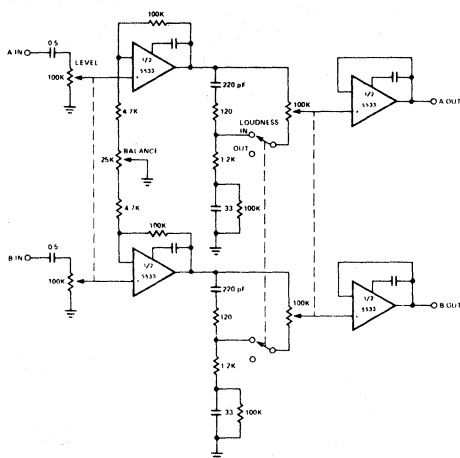 100K
A IN
0.5
LEVEL
100K
1/2
5533
220 pF
100K
1/2
5533
A OUT
4.7K
120
LOUDNESS
IN
BALANCE
25K
OUT
1.2K
4.7K
33
100K
100K
B IN
0.5
100K
1/2
5533
220 pF
100K
1/2
5533
B OUT
120
1.2K
33
100K